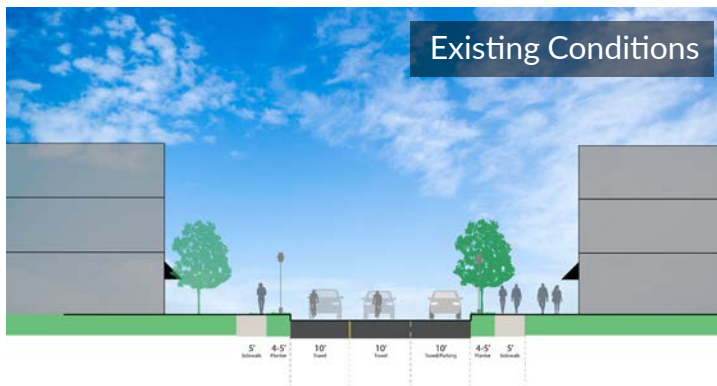 Existing Conditions
5'
Sidewalk
4-5'
Planter
10'
Travel
10'
Travel
10'
Travel/Parking
4-5'
Planter
5'
Sidewalk